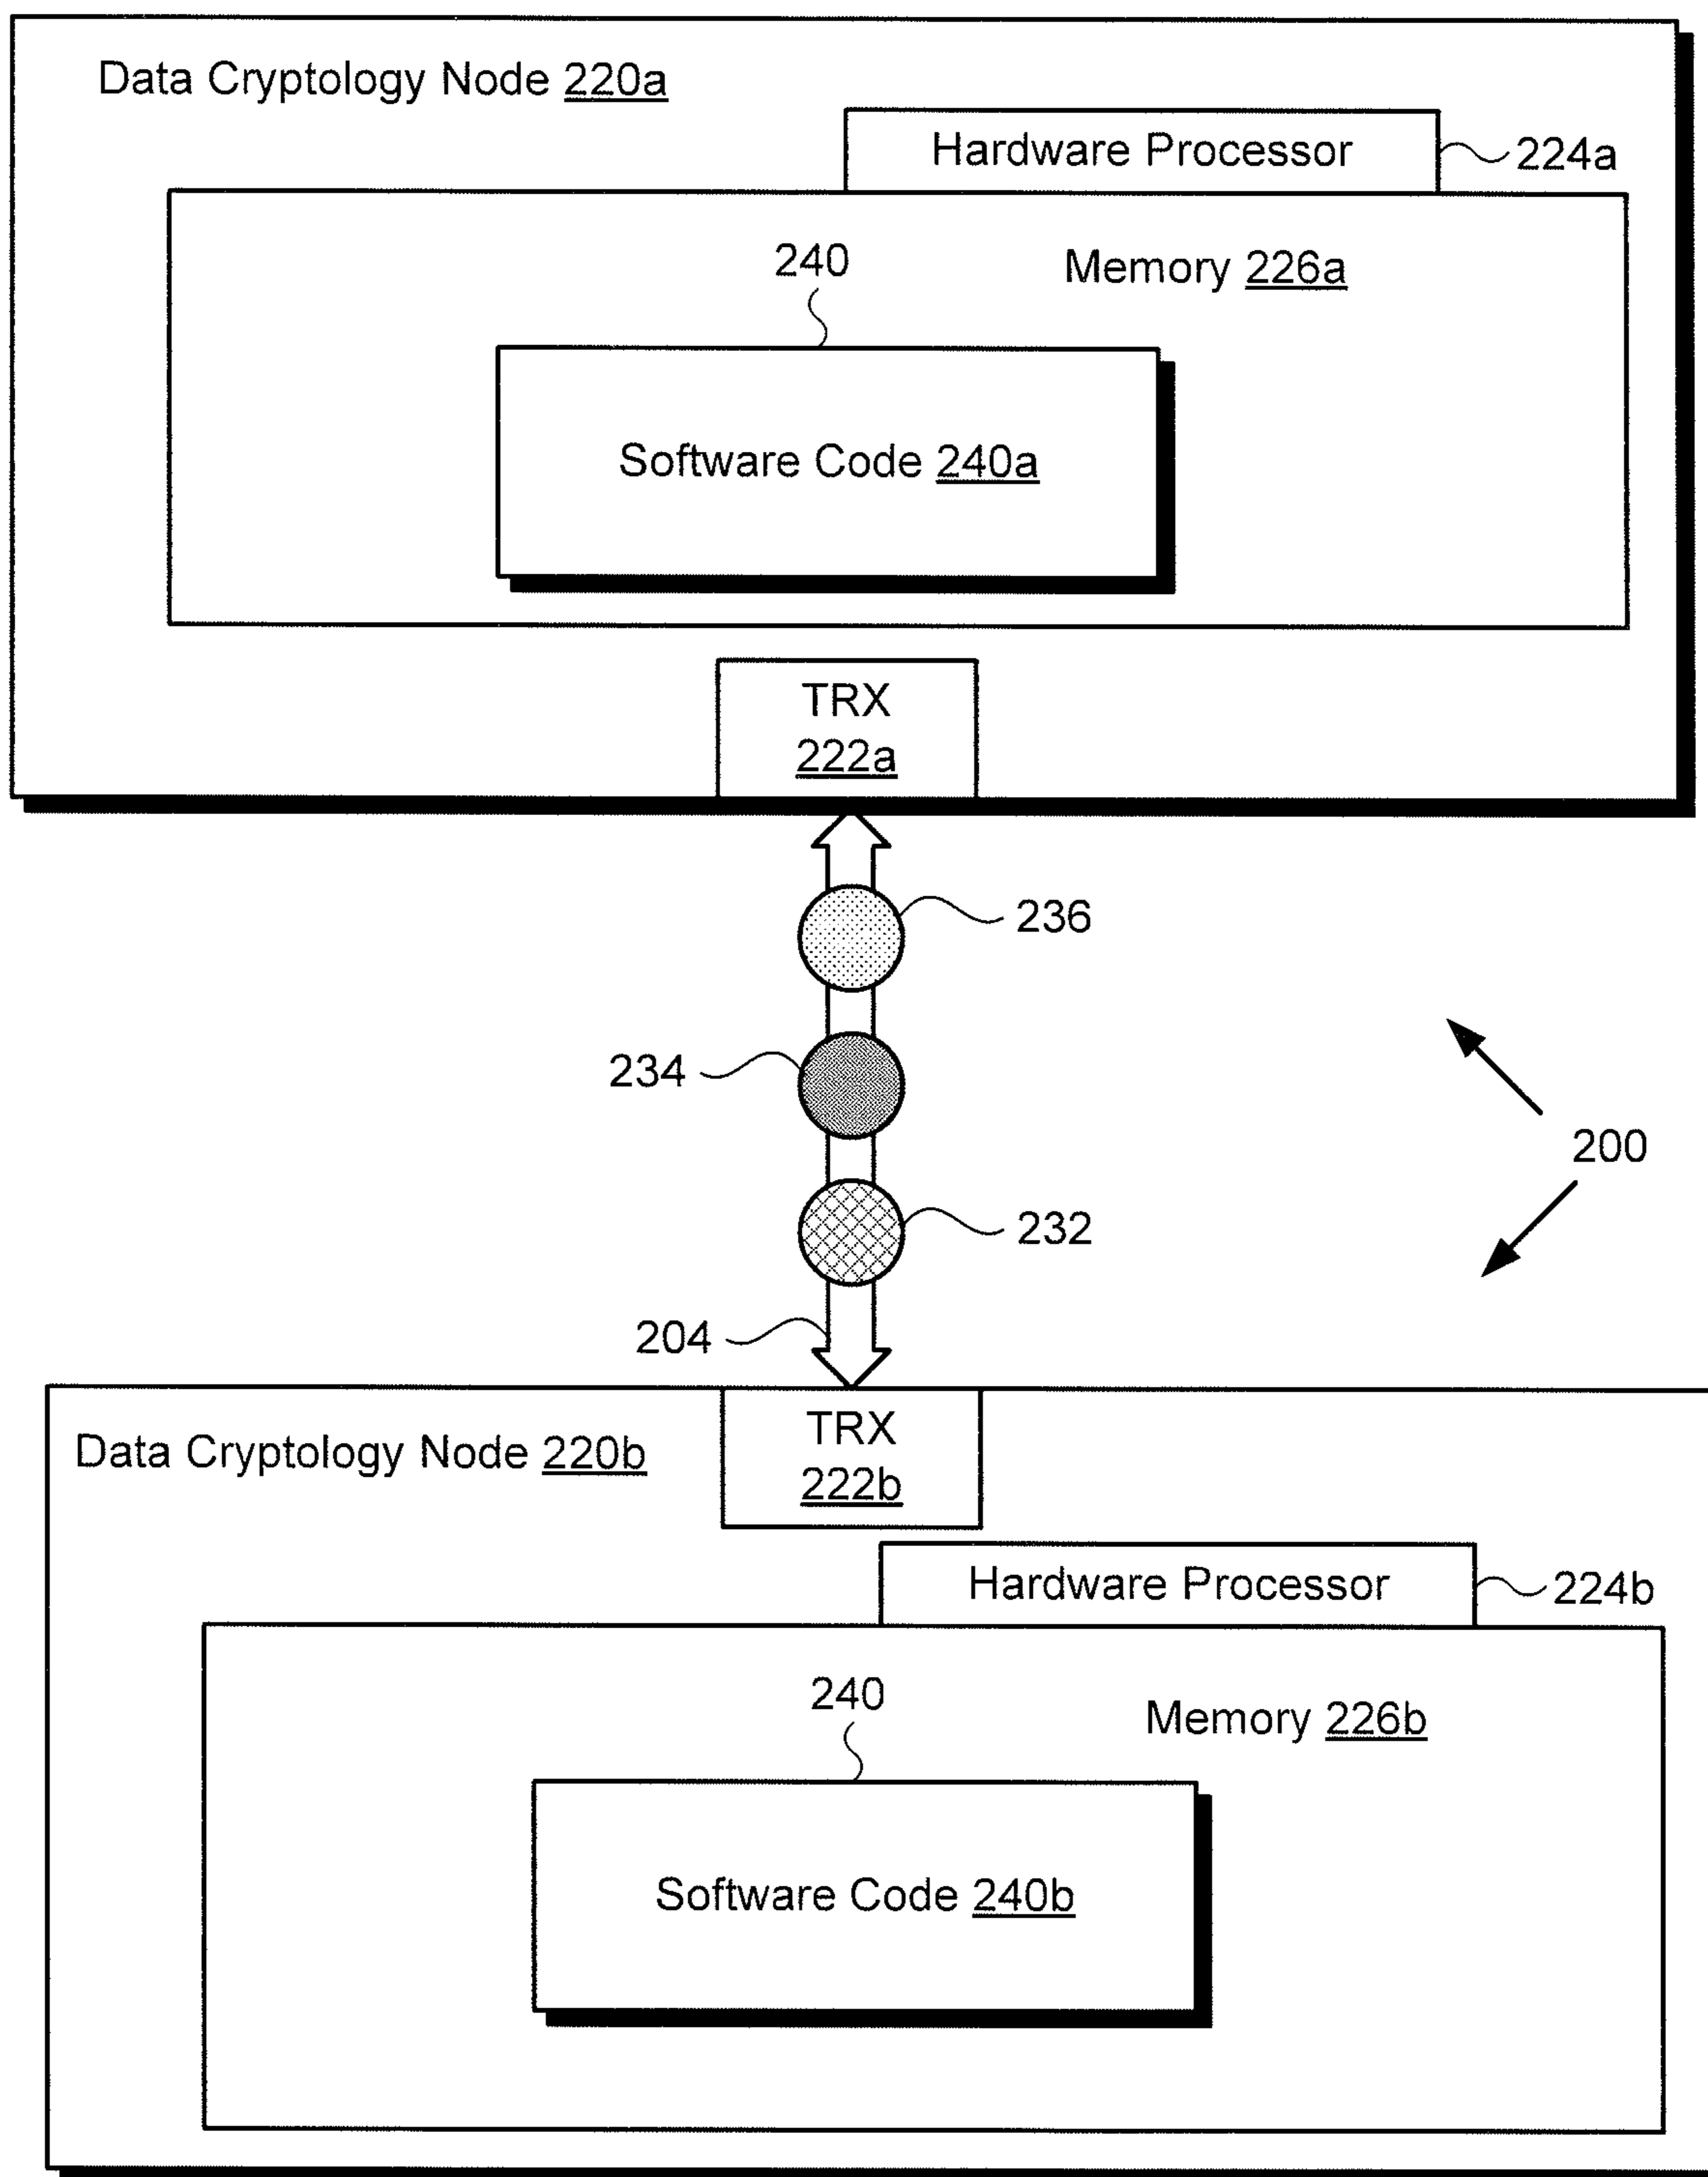 Data Cryptology Node 220a
Hardware Processor
224a
240
Memory 226a
Software Code 240a
TRX
222a
236
234
200
232
204
TRX
222b
Data Cryptology Node 220b
Hardware Processor
224b
240
Memory 226b
Software Code 240b